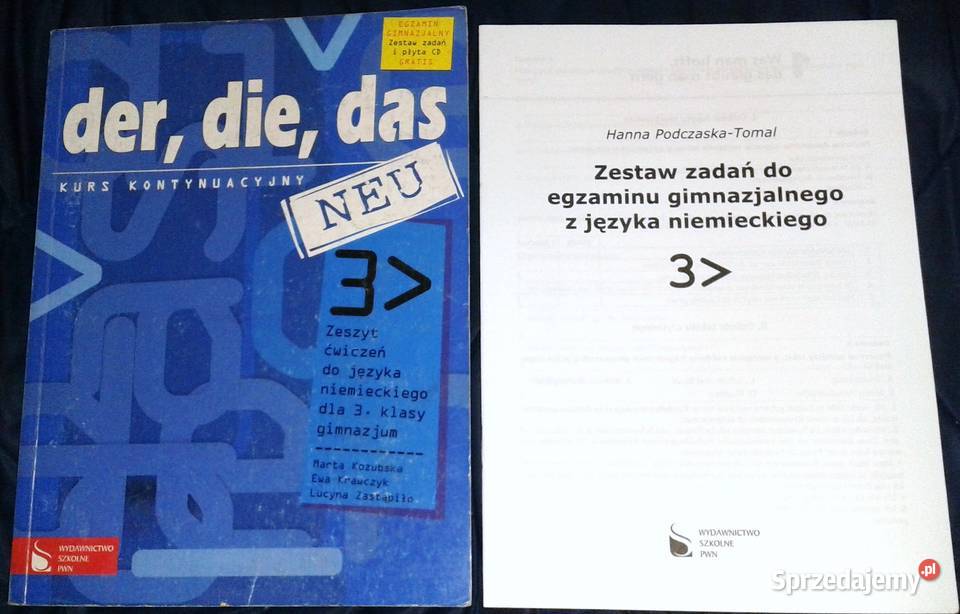 EGZAMIN
GIMNAZJALNY
Zestaw zadań
i płyta CD
GRATIS
der, die, das
KURS KONTYNUACYJNY
NEU
3>
Zeszyt
ćwiczeń
do języka
niemieckiego
dla 3. klasy
gimnazjum
Marta Kozubska
Ewa Krawczyk
Lucyna Zastąpiło
WYDAWNICTWO
SZKOLNE
PWN
Hanna Podczaska-Tomal
Zestaw zadań do
egzaminu gimnazjalnego
z języka niemieckiego
3>
WYDAWNICTWO
SZKOLNE
PWN
Sprzedajemy.pl